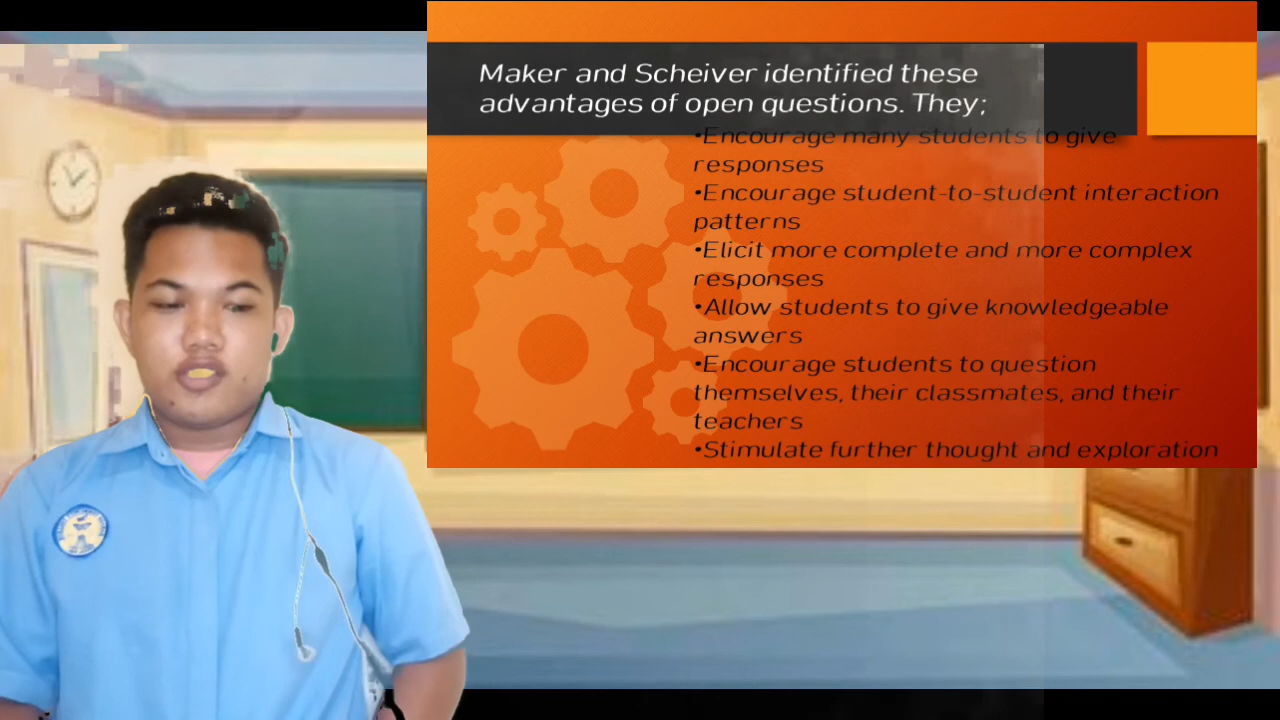 Maker and Scheiver identified these
advantages of open questions. They;
•Encourage many students to give
responses
•Encourage student-to-student interaction
patterns
•Elicit more complete and more complex
responses
•Allow students to give knowledgeable
answers
•Encourage students to question
themselves, their classmates, and their
teachers
•Stimulate further thought and exploration